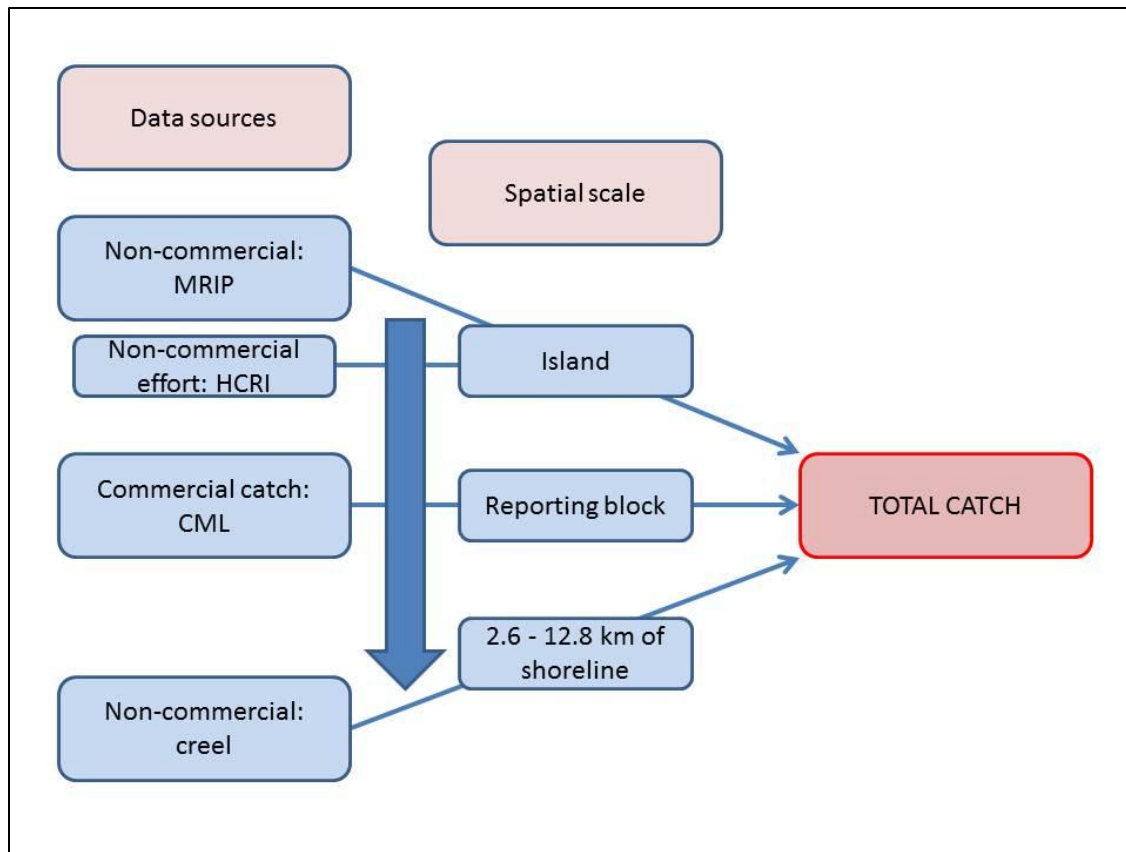 Data sources
Spatial scale
Non-commercial:
MRIP
Non-commercial
effort: HCRI
Island
Commercial catch:
CML
Reporting block
TOTAL CATCH
2.6 - 12.8 km of
shoreline
Non-commercial:
creel